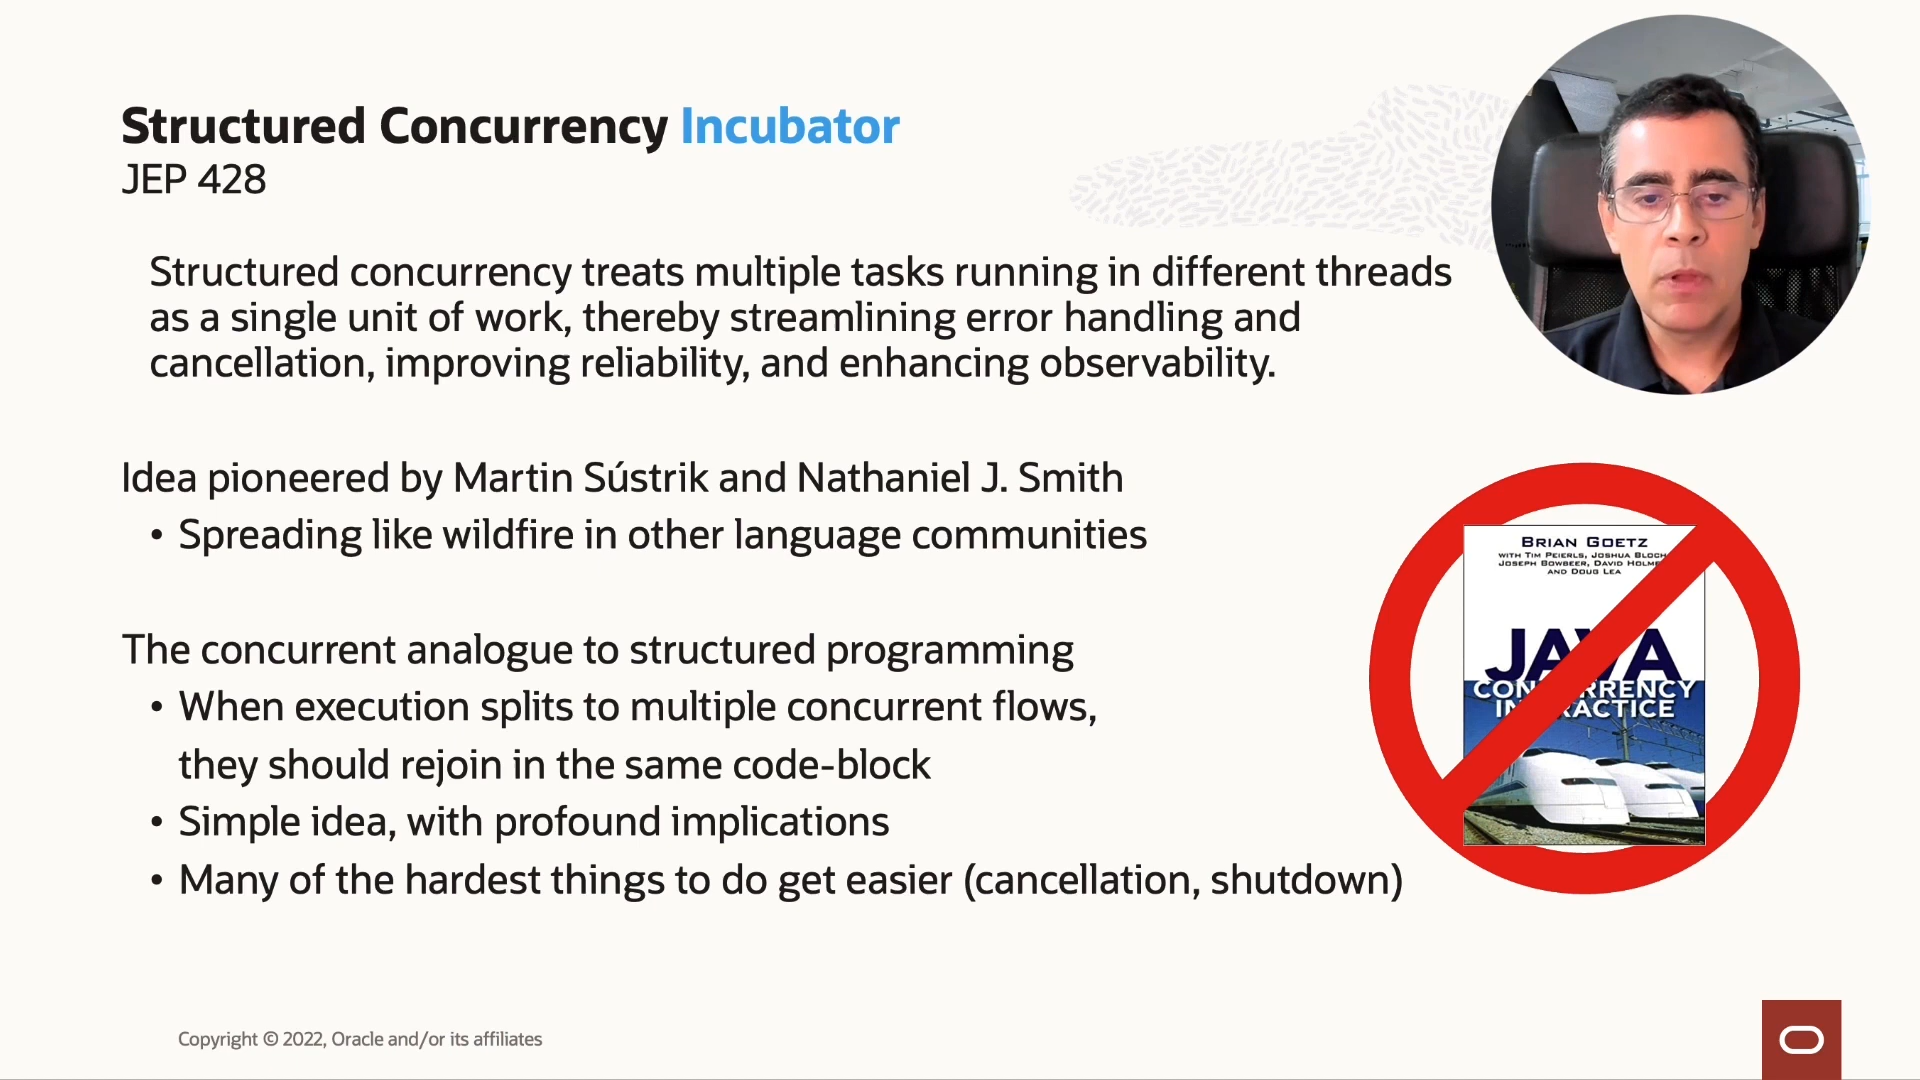 Structured Concurrency Incubator
JEP 428
Structured concurrency treats multiple tasks running in different threads
as a single unit of work, thereby streamlining error handling and
cancellation, improving reliability, and enhancing observability.
Idea pioneered by Martin Sústrik and Nathaniel J. Smith
• Spreading like wildfire in other language communities
The concurrent analogue to structured programming
• When execution splits to multiple concurrent flows,
they should rejoin in the same code-block
• Simple idea, with profound implications
• Many of the hardest things to do get easier (cancellation, shutdown)
BRIAN GOETZ
WITH TIM PEIERLS, JOSHUA BLOCH
JOSEPH BOWBEER, DAVID
AND DOUG LEA
JAVA
Copyright © 2022, Oracle and/or its affiliates